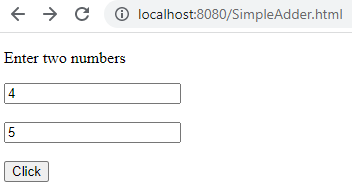 localhost:8080/SimpleAdder.html
Enter two numbers
4
5
Click